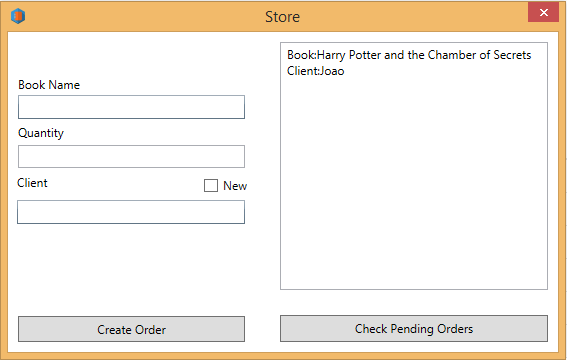 Store
Book Name
Quantity
Client
New
Create Order
Book:Harry Potter and the Chamber of Secrets
Client:Joao
Check Pending Orders